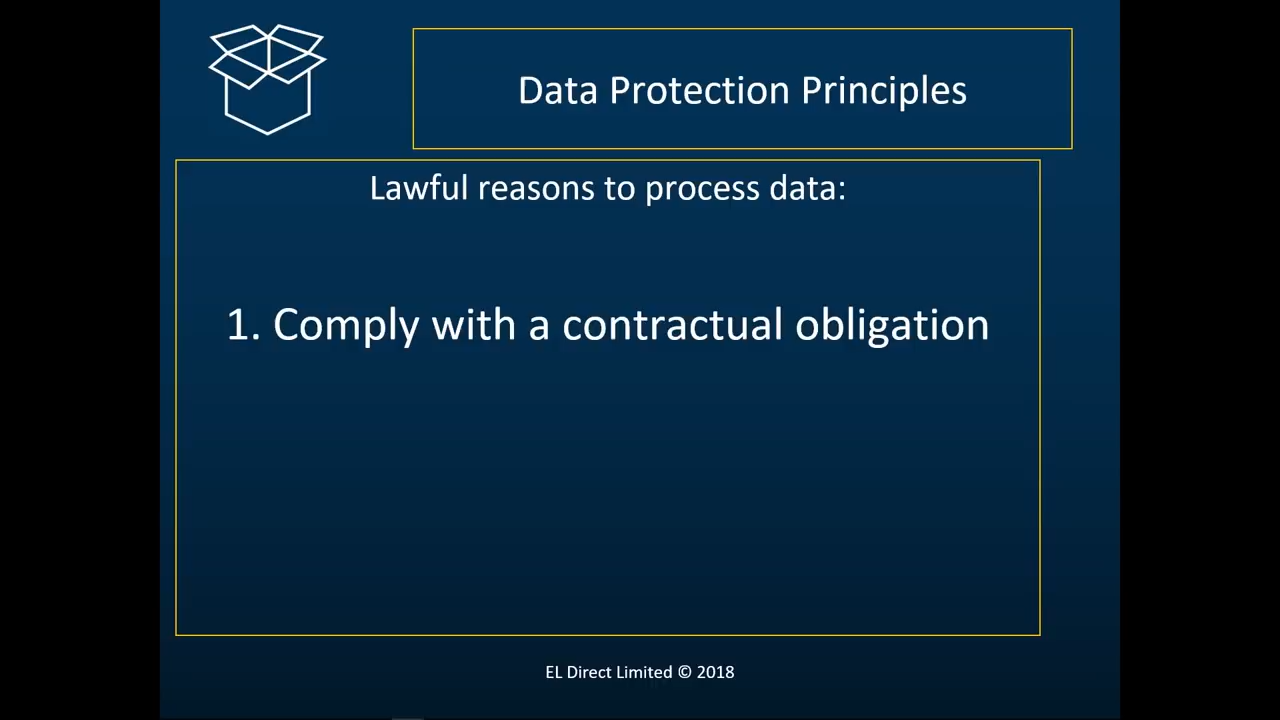 Data Protection Principles
Lawful reasons to process data:
1. Comply with a contractual obligation
EL Direct Limited © 2018